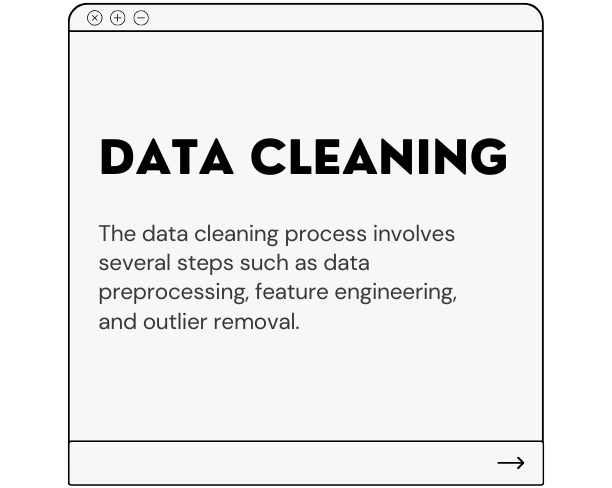 DATA CLEANING
The data cleaning process involves
several steps such as data
preprocessing, feature engineering,
and outlier removal.